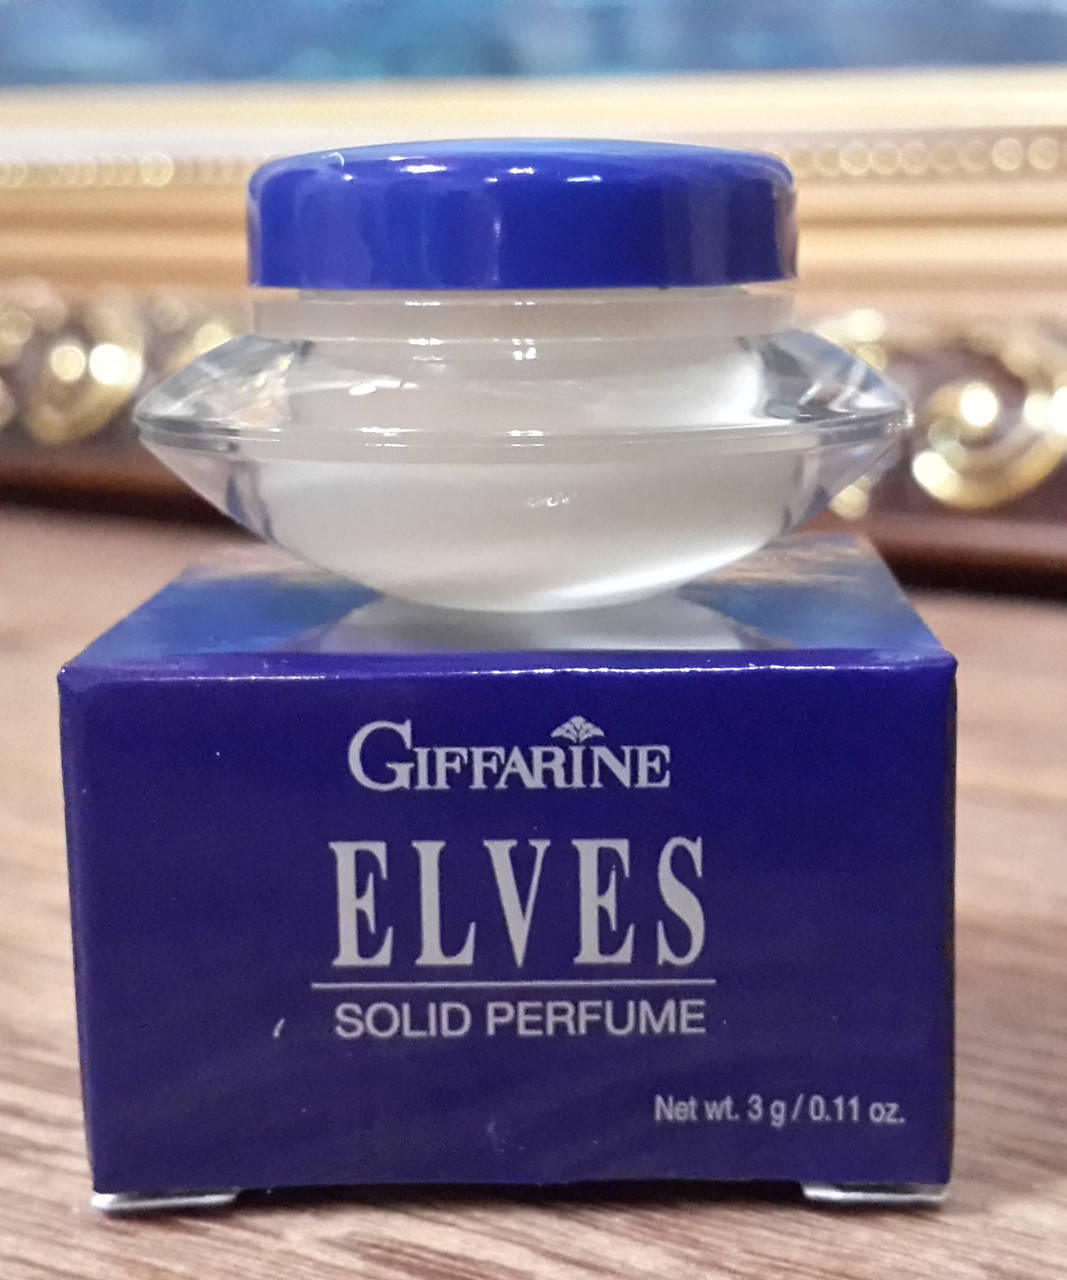 GIFFARINE
ELVES
SOLID PERFUME
Net wt. 3 g / 0.11 oz.